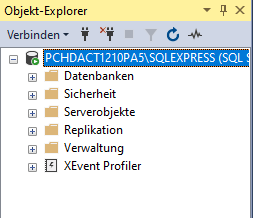 Objekt-Explorer
Verbinden
PCHDACT1210PA5\SQLEXPRESS (SQL S
Datenbanken
Sicherheit
Serverobjekte
Replikation
Verwaltung
XEvent Profiler